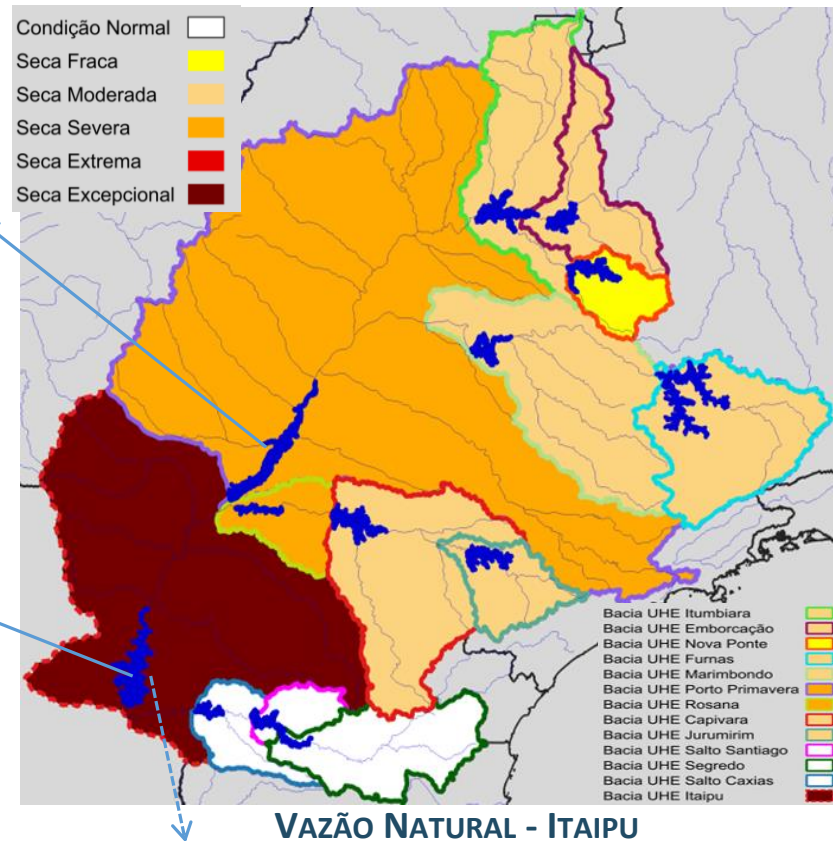 Condição Normal
Seca Fraca
Seca Moderada
Seca Severa
Seca Extrema
Seca Excepcional
Bacia UHE Itumbiara
Bacia UHE Emborcação
Bacia UHE Nova Ponte
Bacia UHE Furnas
Bacia UHE Marimbondo
Bacia UHE Porto Primavera
Bacia UHE Rosana
Bacia UHE Capivara
Bacia UHE Jurumirim
Bacia UHE Salto Santiago
Bacia UHE Segredo
Bacia UHE Salto Caxias
Bacia UHE Itaipu
VAZÃO NATURAL - ITAIPU